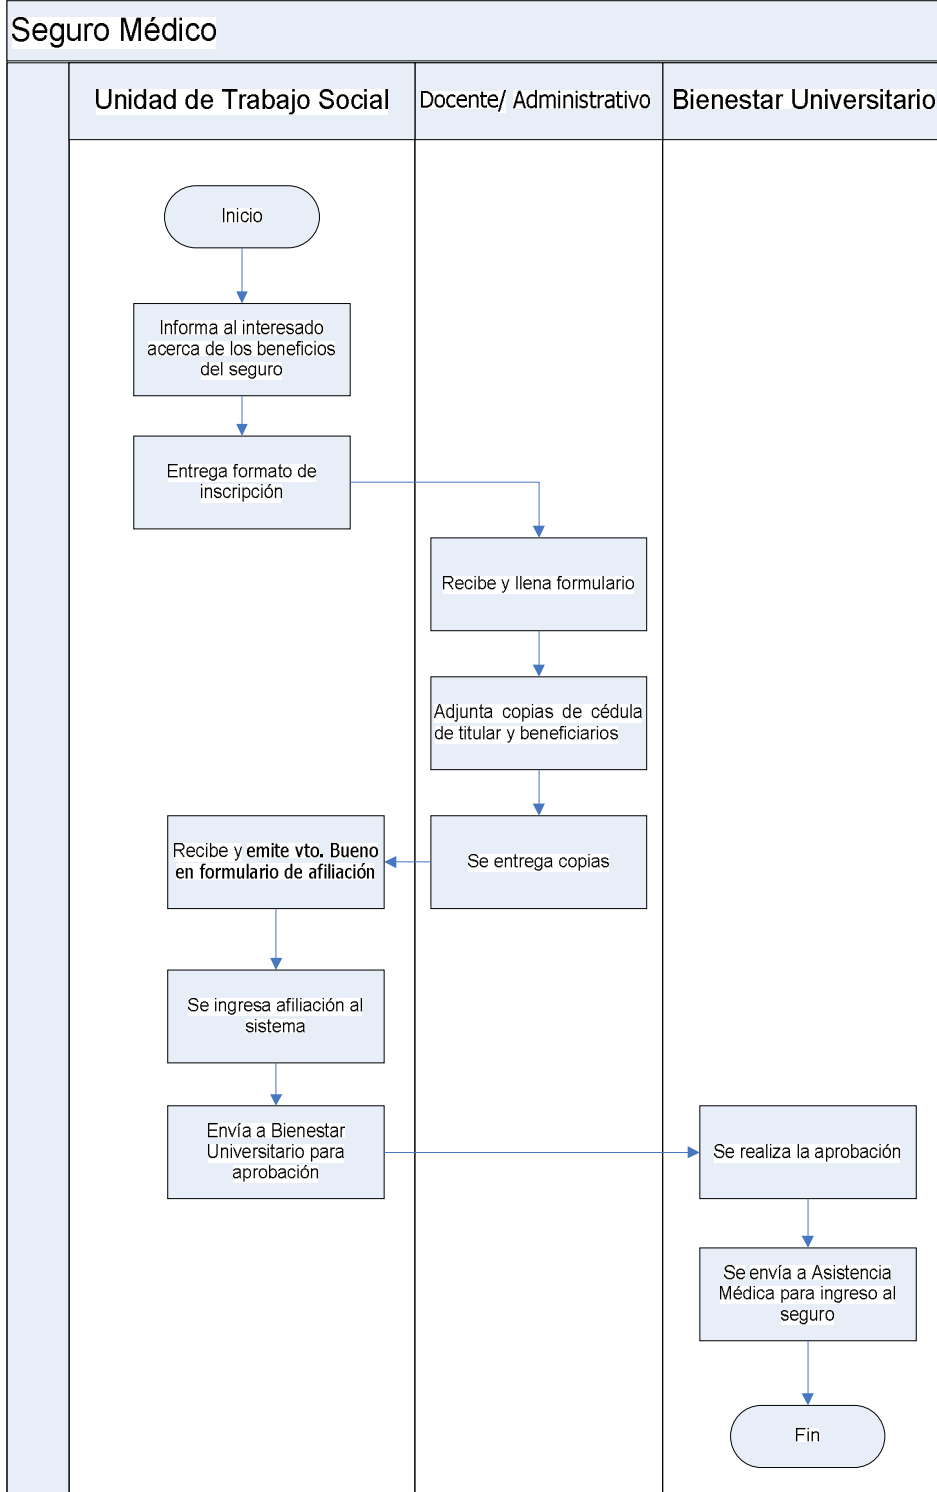 Seguro Médico
Unidad de Trabajo Social
Docente/ Administrativo
Bienestar Universitario
Inicio
Informa al interesado
acerca de los beneficios
del seguro
Entrega formato de
inscripción
Recibe y llena formulario
Adjunta copias de cédula
de titular y beneficiarios
Se entrega copias
Recibe y emite vto. Bueno
en formulario de afiliación
Se ingresa afiliación al
sistema
Envía a Bienestar
Universitario para
aprobación
Se realiza la aprobación
Se envía a Asistencia
Médica para ingreso al
seguro
Fin